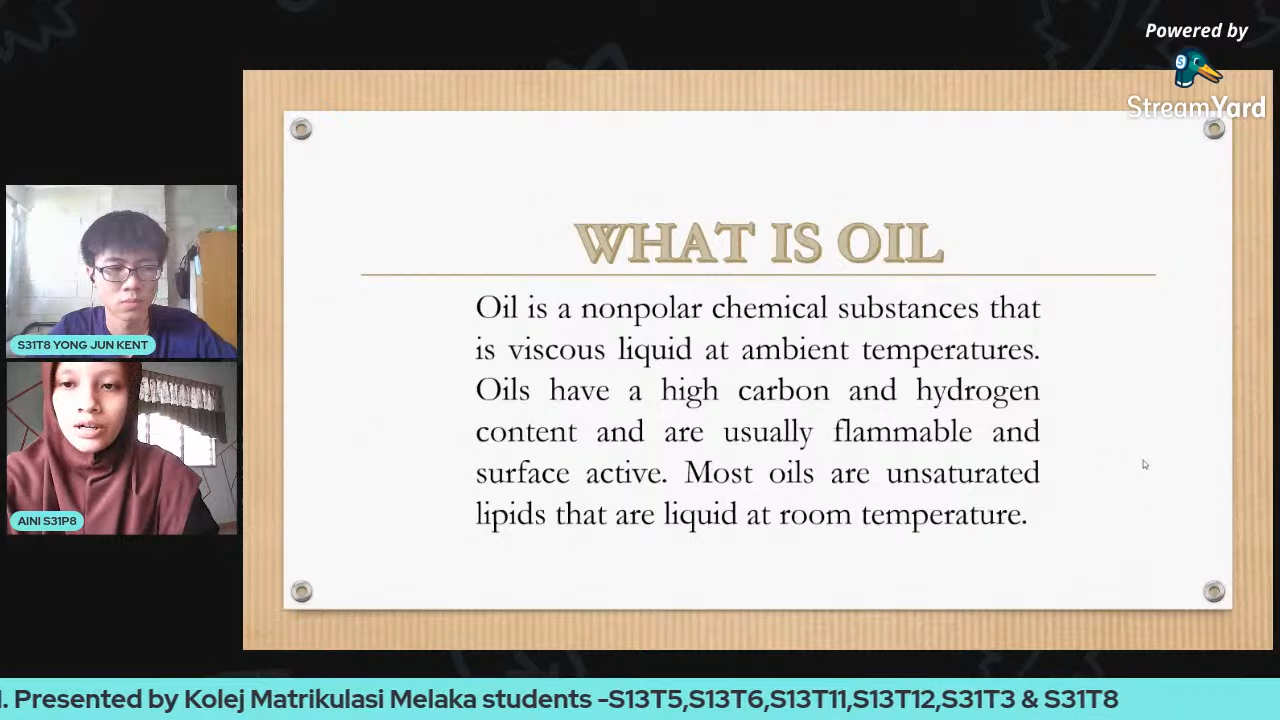 Powered by
StreamYard
WHAT IS OIL
Oil is a nonpolar chemical substances that
is viscous liquid at ambient temperatures.
Oils have a high carbon and hydrogen
content and are usually flammable and
surface active. Most oils are unsaturated
lipids that are liquid at room temperature.
S31T8 YONG JUN KENT
AINI S31P8
. Presented by Kolej Matrikulasi Melaka students -S13T5,S13T6,S13T11,S13T12,S31T3 & S31T8